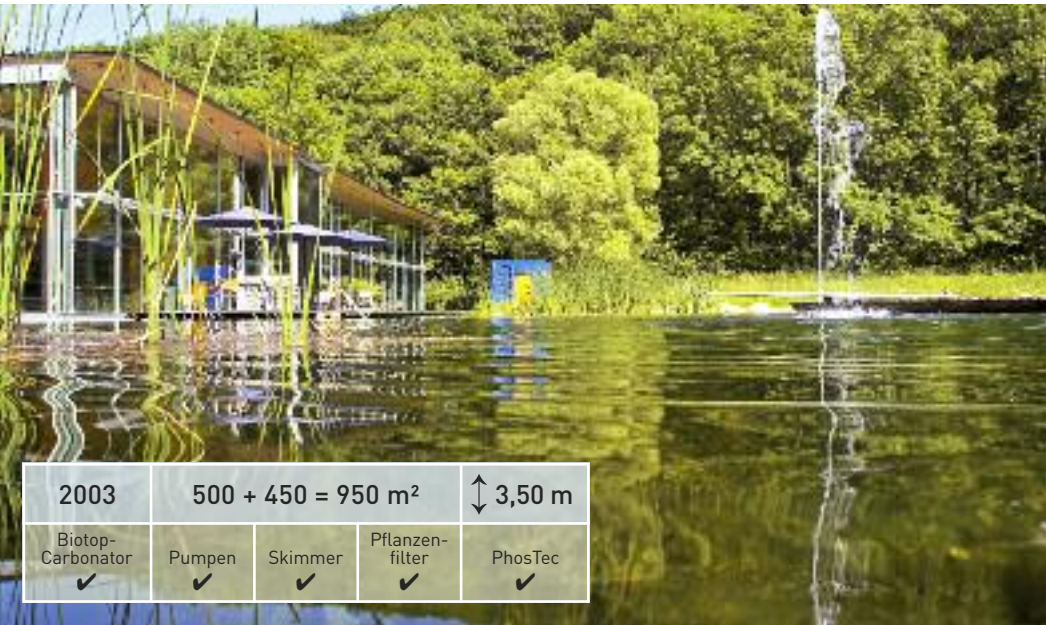 2003
500 + 450 = 950 m²
↕ 3,50 m
Biotop-
Carbonator
✔
Pumpen
✔
Skimmer
✔
Pflanzen-
filter
✔
PhosTec
✔